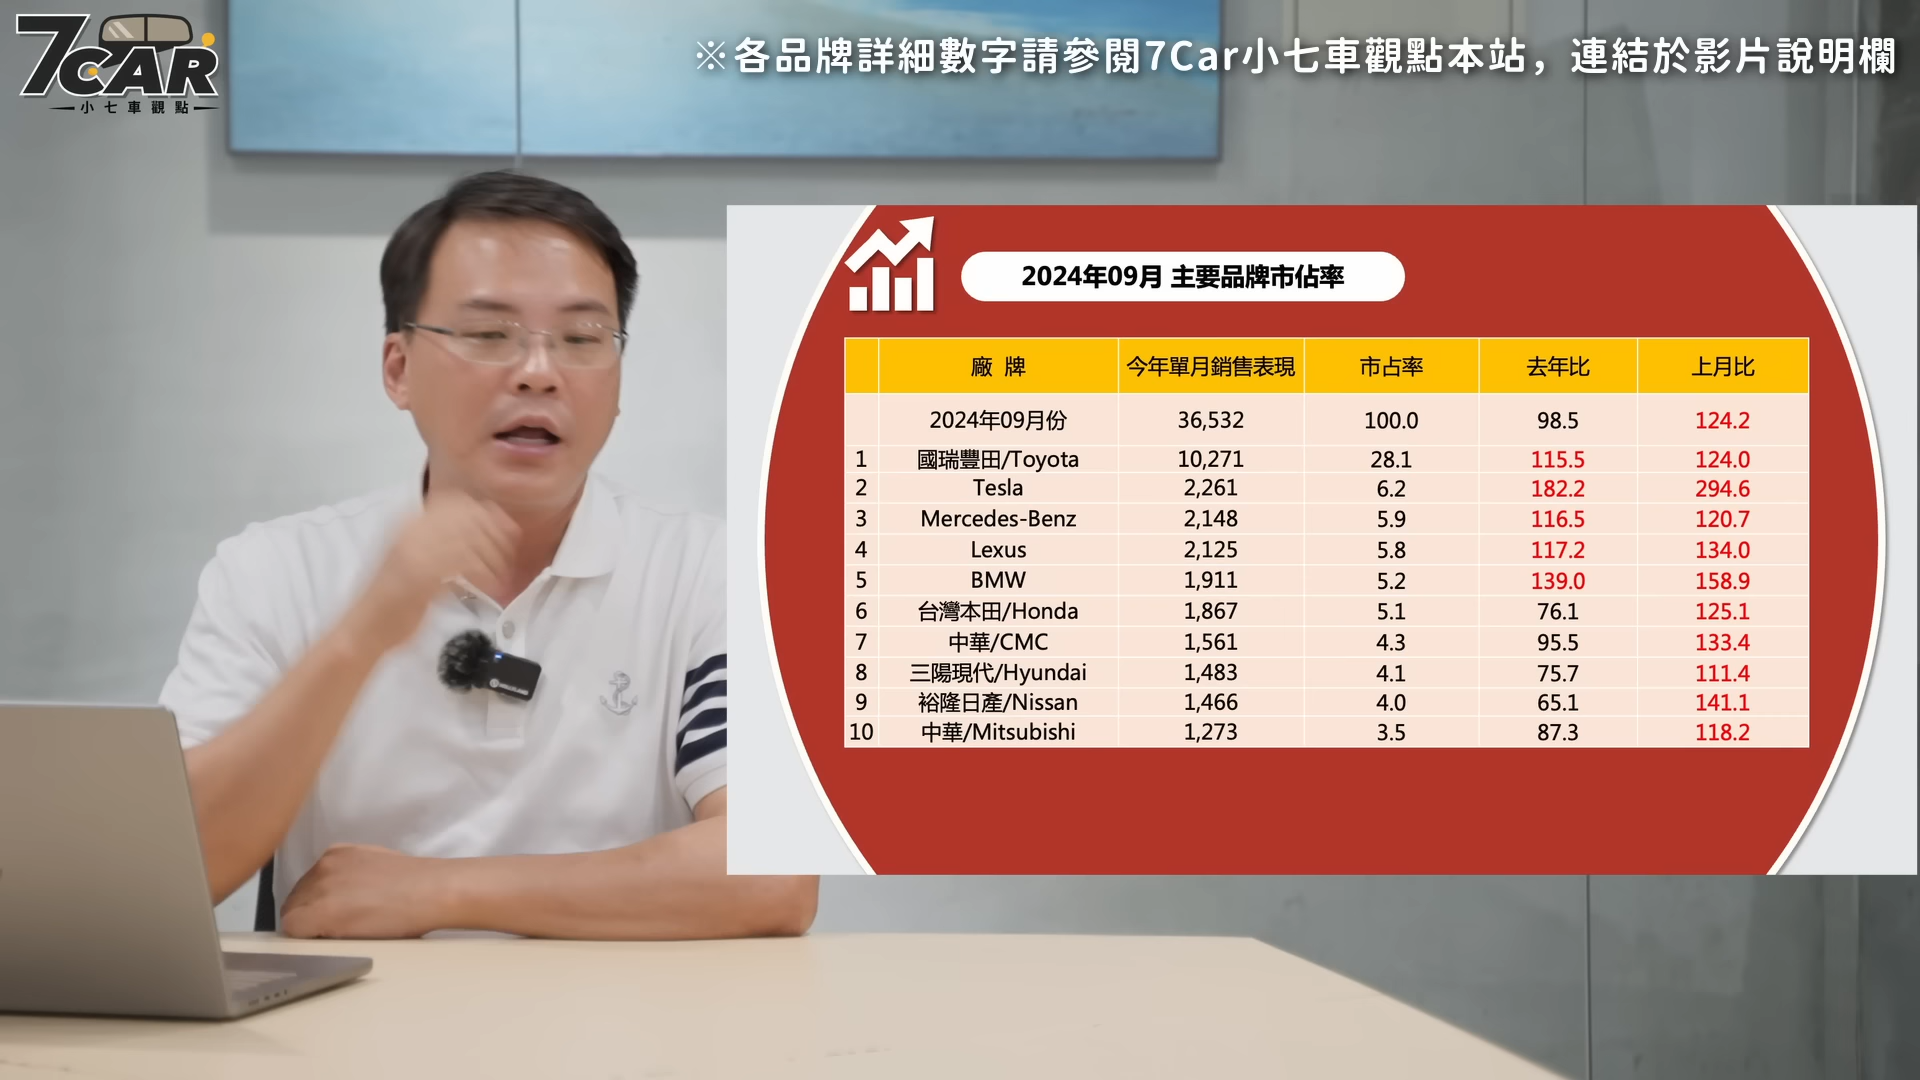 7CAR
小七車觀點
※各品牌詳細數字請參閱7Car小七車觀點本站，連結於影片說明欄
2024年09月 主要品牌市佔率
廠 牌 今年單月銷售表現 市占率 去年比 上月比
2024年09月份 36,532 100.0 98.5 124.2
1 國瑞豐田/Toyota 10,271 28.1 115.5 124.0
2 Tesla 2,261 6.2 182.2 294.6
3 Mercedes-Benz 2,148 5.9 116.5 120.7
4 Lexus 2,125 5.8 117.2 134.0
5 BMW 1,911 5.2 139.0 158.9
6 台灣本田/Honda 1,867 5.1 76.1 125.1
7 中華/CMC 1,561 4.3 95.5 133.4
8 三陽現代/Hyundai 1,483 4.1 75.7 111.4
9 裕隆日產/Nissan 1,466 4.0 65.1 141.1
10 中華/Mitsubishi 1,273 3.5 87.3 118.2